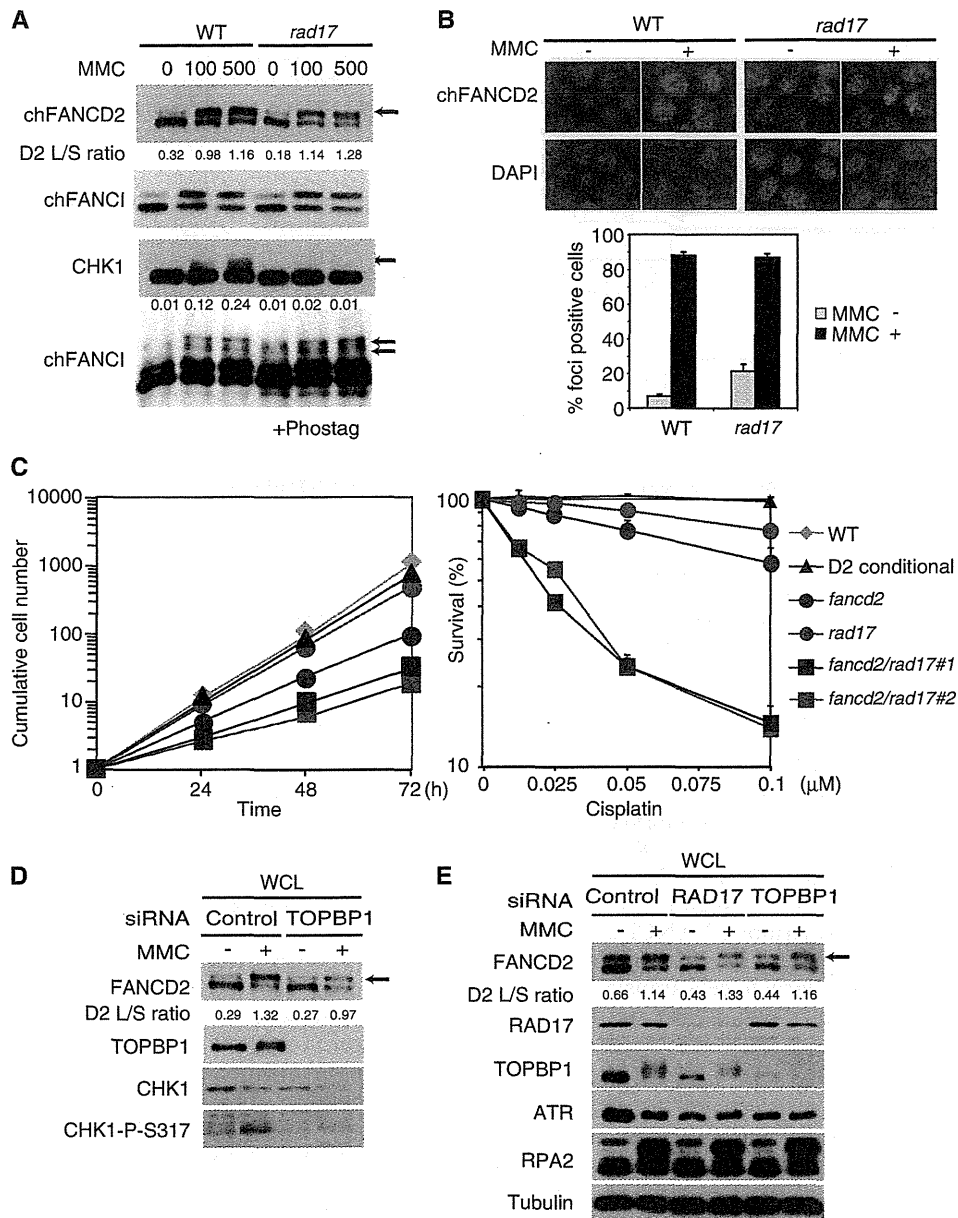 A
WT rad17
MMC 0 100 500 0 100 500
chFANCD2
D2 L/S ratio 0.32 0.98 1.16 0.18 1.14 1.28
chFANCI
CHK1
0.01 0.12 0.24 0.01 0.02 0.01
chFANCI
+Phostag
B
WT rad17
MMC - + - +
chFANCD2
DAPI
% foci positive cells
100
80
60
40
20
0
WT rad17
MMC -
MMC +
C
Cumulative cell number
10000
1000
100
10
1
0 24 48 72 (h)
Time
Survival (%)
100
10
0 0.025 0.05 0.075 0.1 (μM)
Cisplatin
WT
D2 conditional
fancd2
rad17
fancd2/rad17#1
fancd2/rad17#2
D
WCL
siRNA Control TOPBP1
MMC - + - +
FANCD2
D2 L/S ratio 0.29 1.32 0.27 0.97
TOPBP1
CHK1
CHK1-P-S317
E
WCL
siRNA Control RAD17 TOPBP1
MMC - + - + - +
FANCD2
D2 L/S ratio 0.66 1.14 0.43 1.33 0.44 1.16
RAD17
TOPBP1
ATR
RPA2
Tubulin